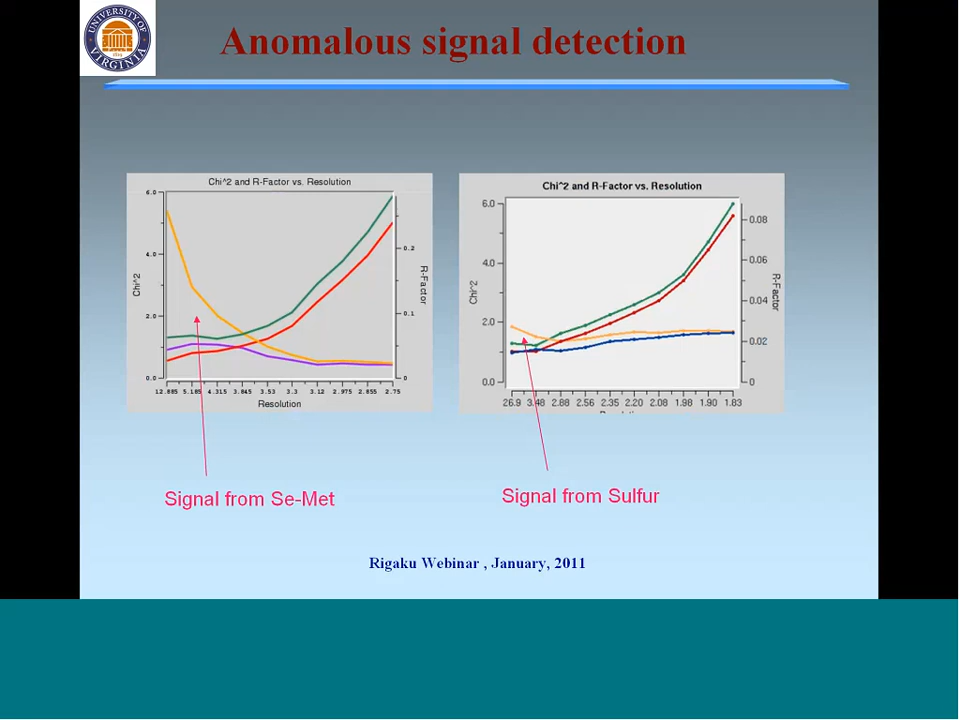 UNIVERSITY OF
VIRGINIA
Anomalous signal detection
Chi^2 and R-Factor vs. Resolution
6.0
4.0
2.0
0.0
Chi^2
0.2
0.1
0
R-Factor
12.885 5.185 4.315 3.845 3.53 3.3 3.12 2.975 2.855 2.75
Resolution
Chi^2 and R-Factor vs. Resolution
6.0
4.0
2.0
0.0
Chi^2
0.08
0.06
0.04
0.02
0
R-Factor
26.9 3.48 2.88 2.56 2.35 2.20 2.08 1.98 1.90 1.83
Signal from Se-Met
Signal from Sulfur
Rigaku Webinar , January, 2011